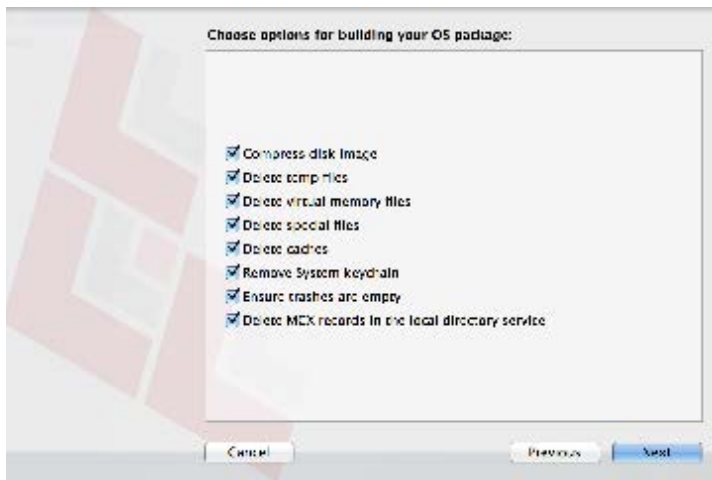 Choose options for building your OS package:
Compress disk image
Delete temp files
Delete virtual memory files
Delete special files
Delete caches
Remove System keychain
Ensure trashes are empty
Delete MCX records in the local directory service
Cancel
Previous
Next